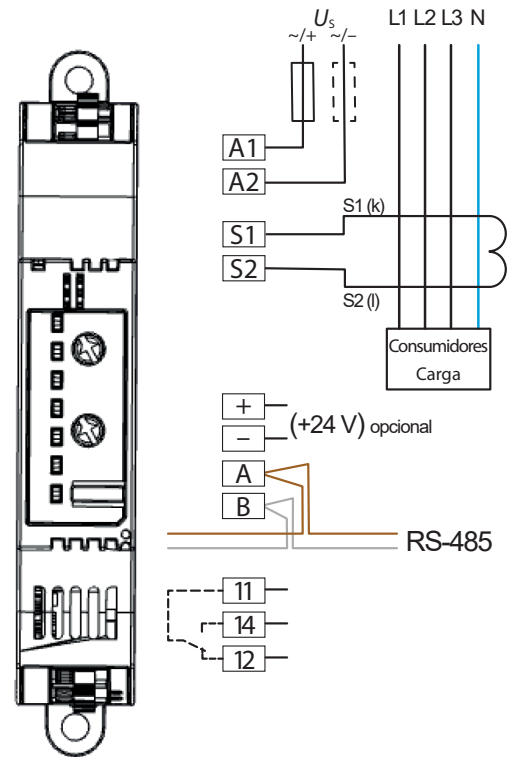 Us
~/+ ~/–
L1 L2 L3 N
A1
A2
S1 (k)
S1
S2
S2 (l)
Consumidores
Carga
+
–
(+24 V) opcional
A
B
RS-485
11
14
12